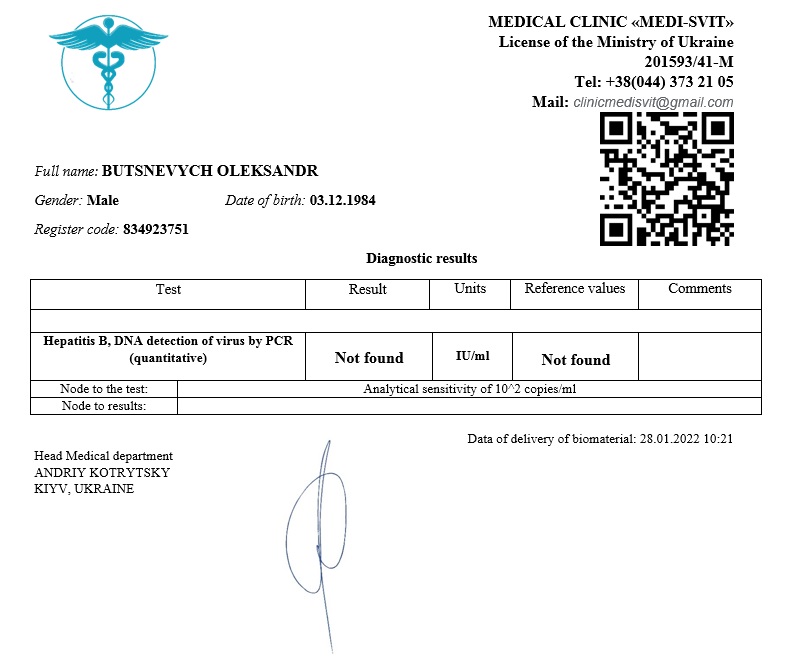 MEDICAL CLINIC «MEDI-SVIT»
License of the Ministry of Ukraine
201593/41-M
Tel: +38(044) 373 21 05
Mail: clinicmedisvit@gmail.com
Full name: BUTSNEVYCH OLEKSANDR
Gender: Male Date of birth: 03.12.1984
Register code: 834923751
Diagnostic results
Test Result Units Reference values Comments
Hepatitis B, DNA detection of virus by PCR
(quantitative) Not found IU/ml Not found
Node to the test: Analytical sensitivity of 10^2 copies/ml
Node to results:
Data of delivery of biomaterial: 28.01.2022 10:21
Head Medical department
ANDRIY KOTRYTSKY
KIYV, UKRAINE